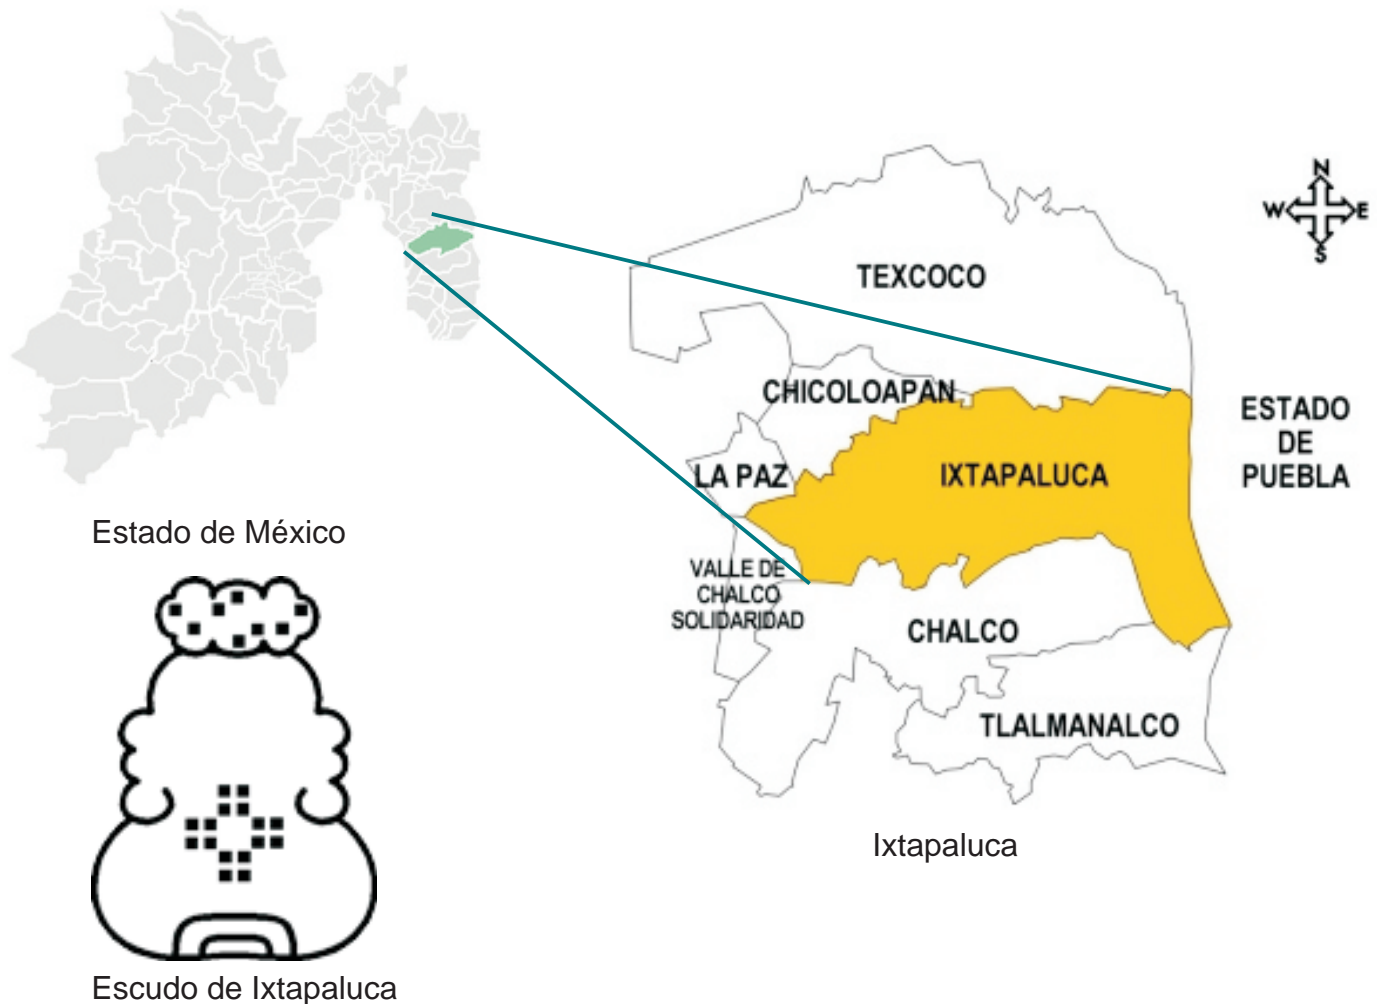 N
W E
S
TEXCOCO
CHICOLOAPAN
ESTADO
DE
PUEBLA
LA PAZ
IXTAPALUCA
Estado de México
VALLE DE
CHALCO
SOLIDARIDAD
CHALCO
TLALMANALCO
Ixtapaluca
Escudo de Ixtapaluca